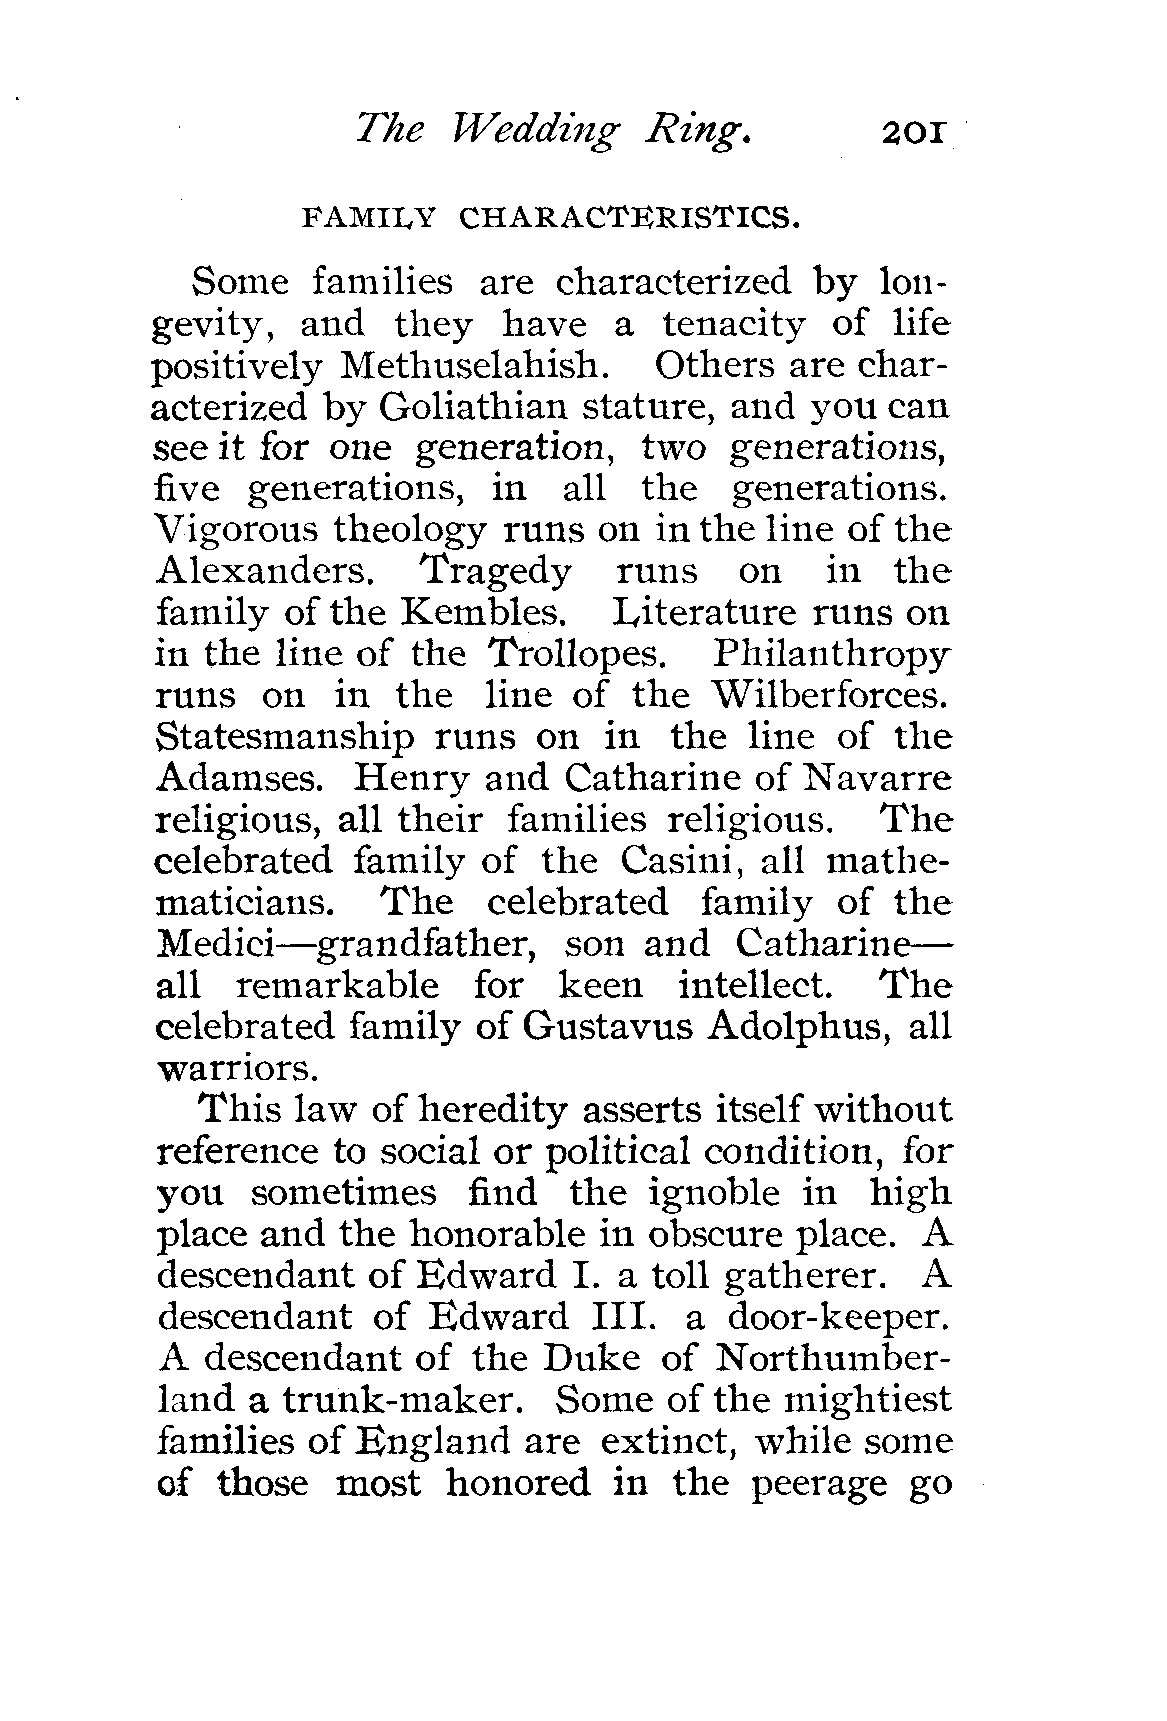 The Wedding Ring. 201
FAMILY CHARACTERISTICS.
Some families are characterized by lon-
gevity, and they have a tenacity of life
positively Methuselahish. Others are char-
acterized by Goliathian stature, and you can
see it for one generation, two generations,
five generations, in all the generations.
Vigorous theology runs on in the line of the
Alexanders. Tragedy runs on in the
family of the Kembles. Literature runs on
in the line of the Trollopes. Philanthropy
runs on in the line of the Wilberforces.
Statesmanship runs on in the line of the
Adamses. Henry and Catharine of Navarre
religious, all their families religious. The
celebrated family of the Casini, all mathe-
maticians. The celebrated family of the
Medici—grandfather, son and Catharine—
all remarkable for keen intellect. The
celebrated family of Gustavus Adolphus, all
warriors.
This law of heredity asserts itself without
reference to social or political condition, for
you sometimes find the ignoble in high
place and the honorable in obscure place. A
descendant of Edward I. a toll gatherer. A
descendant of Edward III. a door-keeper.
A descendant of the Duke of Northumber-
land a trunk-maker. Some of the mightiest
families of England are extinct, while some
of those most honored in the peerage go